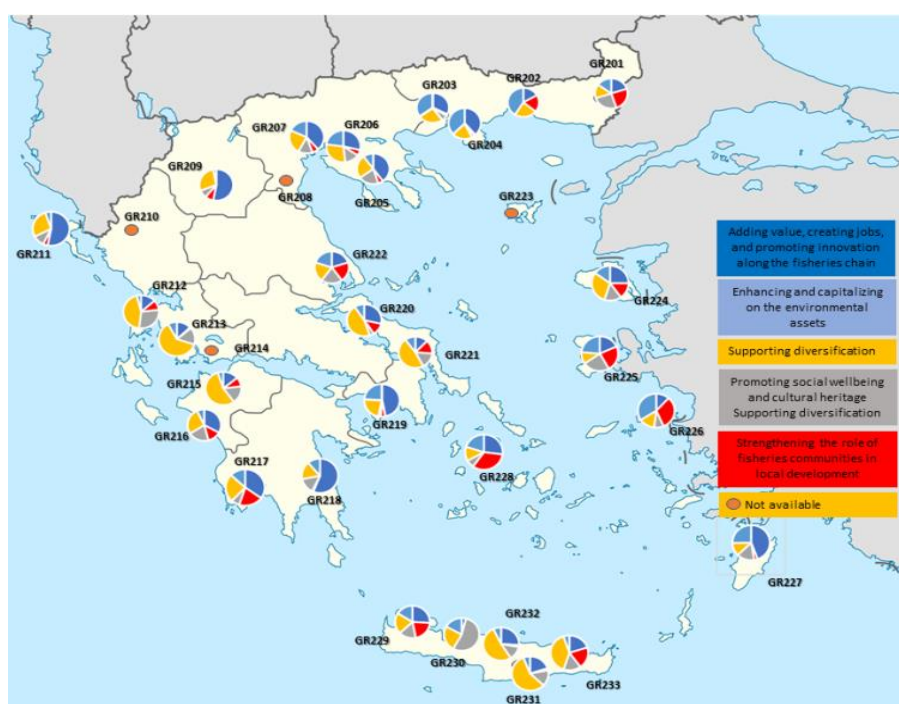 GR201
GR202
GR203
GR204
GR207
GR206
GR209
GR208
GR205
GR223
GR210
GR211
GR222
GR212
GR224
GR213
GR220
GR214
GR221
GR225
GR215
GR219
GR216
GR226
GR217
GR228
GR218
GR227
GR232
GR229
GR230
GR231
GR233
Adding value, creating jobs,
and promoting innovation
along the fisheries chain
Enhancing and capitalizing
on the environmental
assets
Supporting diversification
Promoting social wellbeing
and cultural heritage
Supporting diversification
Strengthening the role of
fisheries communities in
local development
Not available